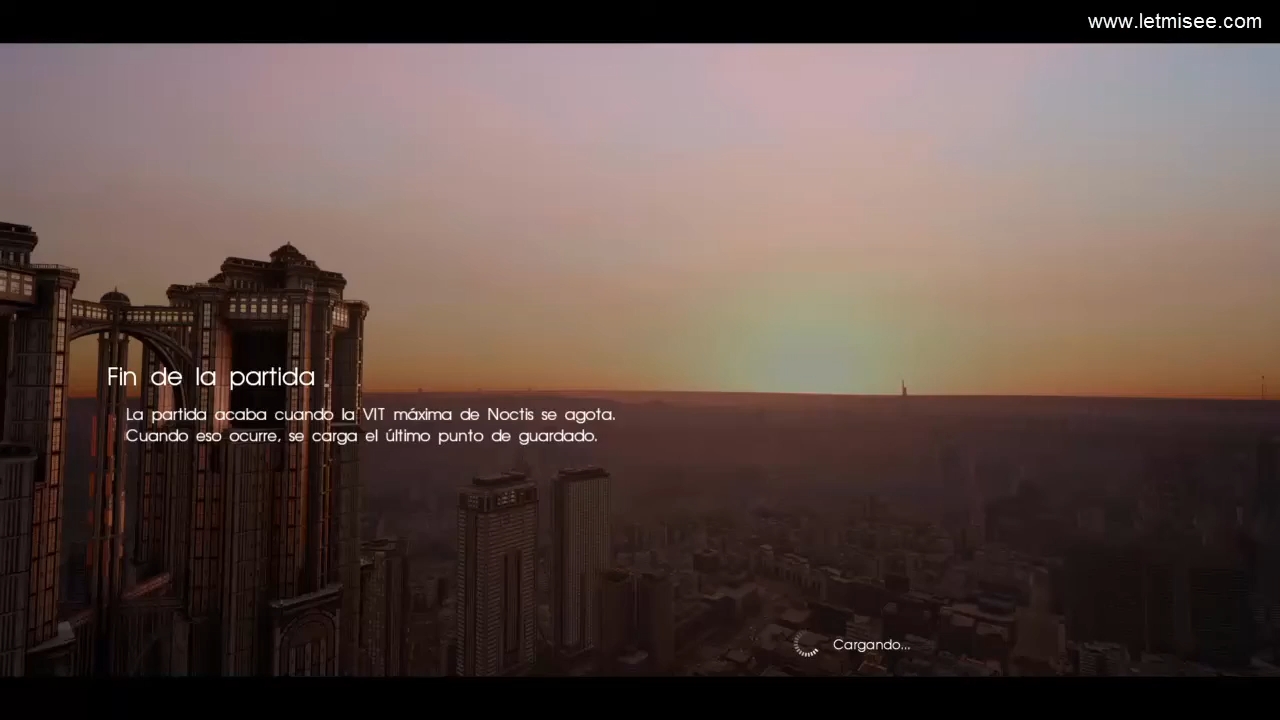 www.letmisee.com
Fin de la partida
La partida acaba cuando la VIT máxima de Noctis se agota.
Cuando eso ocurre, se carga el último punto de guardado.
Cargando...